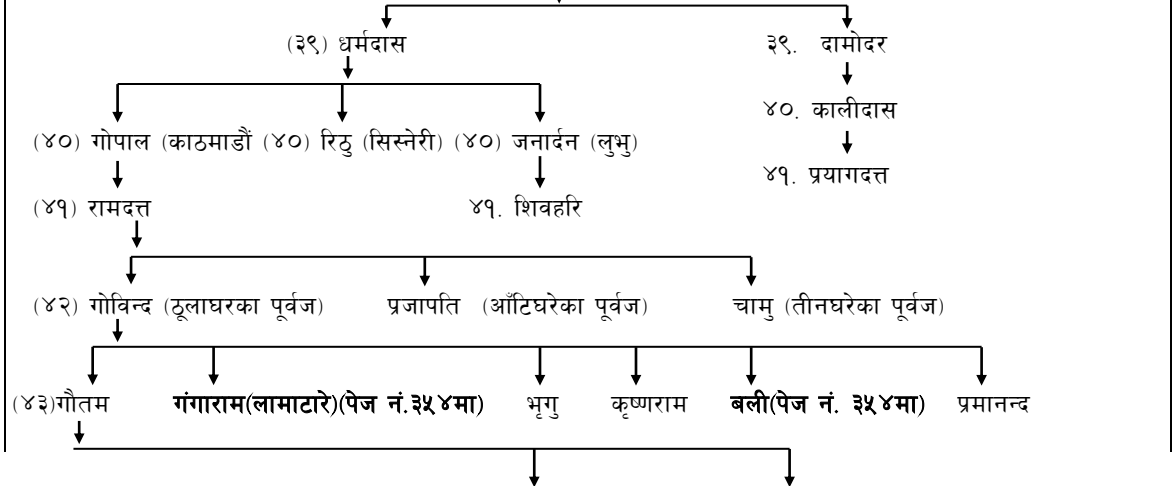 (३९) धर्मदास ३९. दामोदर
४०. कालीदास
(४०) गोपाल (काठमाडौं (४०) रिठु (सिस्नेरी) (४०) जनार्दन (लुभु)
४१. प्रयागदत्त
(४१) रामदत्त ४१. शिवहरि
(४२) गोविन्द (ठूलाघरका पूर्वज) प्रजापति (आँटिघरेका पूर्वज) चामु (तीनघरेका पूर्वज)
(४३)गौतम गंगाराम(लामाटारे)(पेज नं.३५४मा) भृगु कृष्णराम बली(पेज नं. ३५४मा) प्रमानन्द